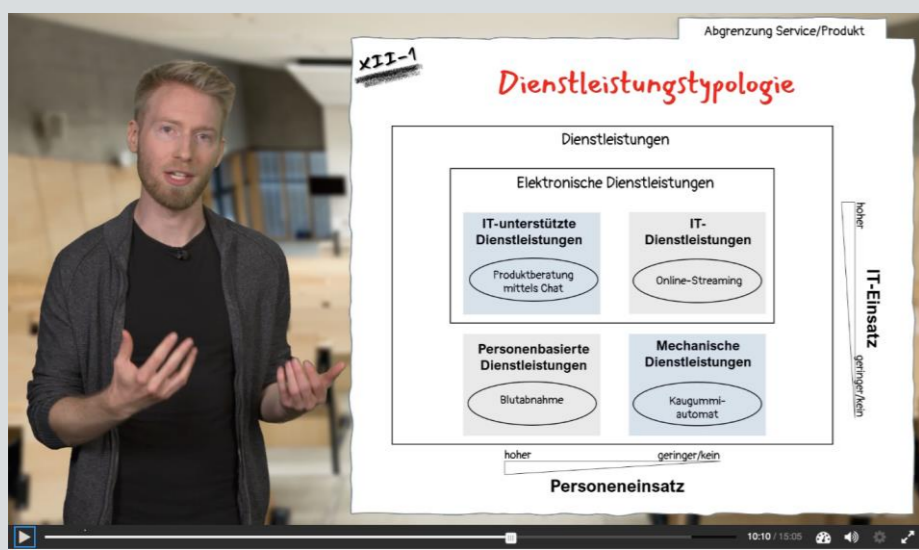 Abgrenzung Service/Produkt
XII-1
Dienstleistungstypologie
Dienstleistungen
Elektronische Dienstleistungen
IT-unterstützte
Dienstleistungen
Produktberatung
mittels Chat
IT-
Dienstleistungen
Online-Streaming
Personenbasierte
Dienstleistungen
Blutabnahme
Mechanische
Dienstleistungen
Kaugummi-
automat
hoher
IT-Einsatz
geringer/kein
hoher
geringer/kein
Personeneinsatz
10:10 / 15:05